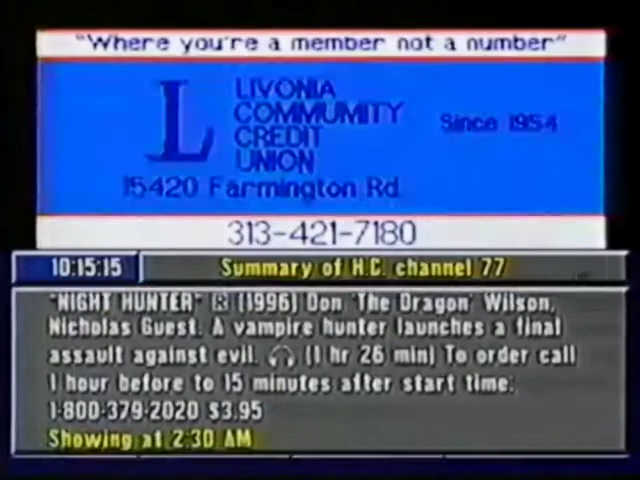 "Where you're a member not a number"
L
LIVONIA
COMMUMITY
CREDIT
UNION
Since 1954
15420 Farmington Rd
313-421-7180
10:15:15
Summary of H.C. channel 77
"NIGHT HUNTER" R (1996) Don 'The Dragon' Wilson,
Nicholas Guest. A vampire hunter launches a final
assault against evil. (1 hr 26 min) To order call
1 hour before to 15 minutes after start time:
1-800-379-2020 $3.95
Showing at 2:30 AM